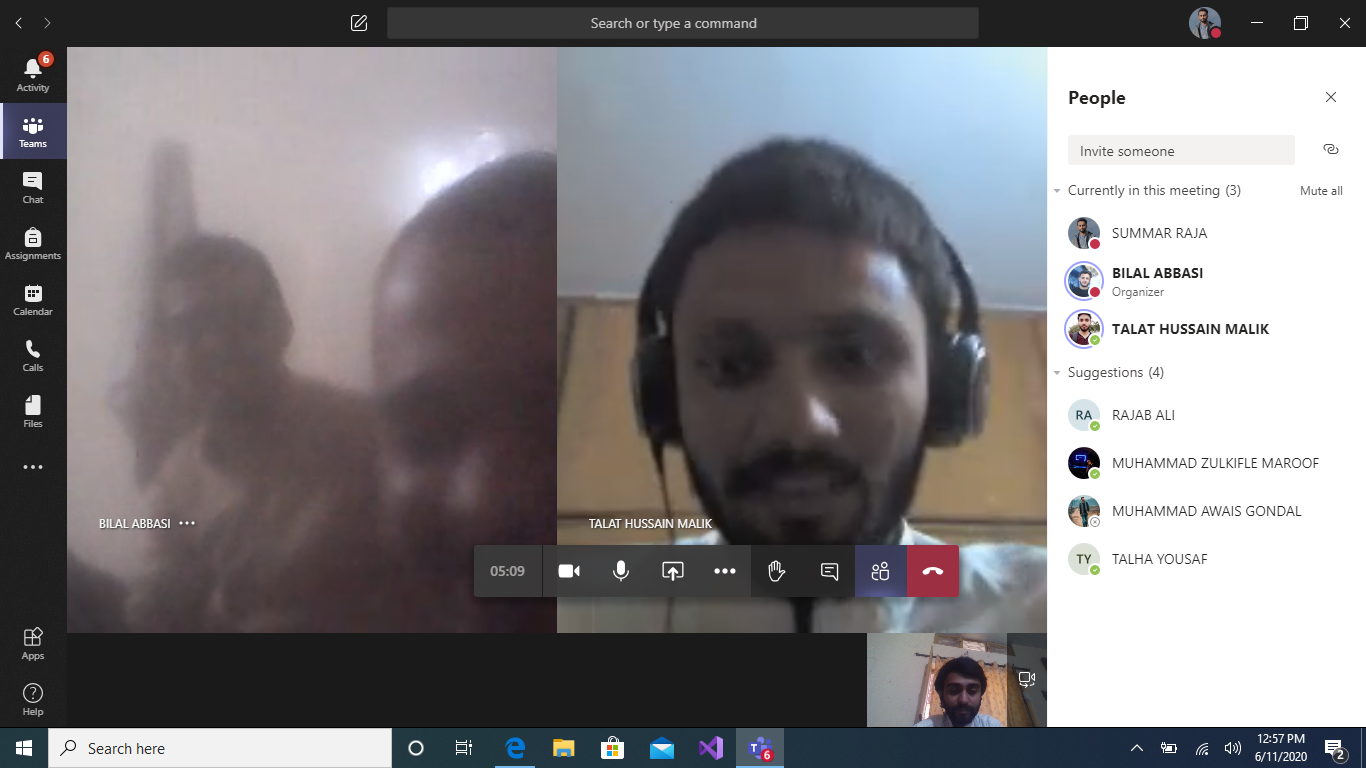 Search or type a command
6
Activity
Teams
Chat
Assignments
Calendar
Calls
Files
Apps
Help
BILAL ABBASI
TALAT HUSSAIN MALIK
05:09
People
Invite someone
Currently in this meeting (3)
Mute all
SUMMAR RAJA
BILAL ABBASI
Organizer
TALAT HUSSAIN MALIK
Suggestions (4)
RA
RAJAB ALI
MUHAMMAD ZULKIFLE MAROOF
MUHAMMAD AWAIS GONDAL
TY
TALHA YOUSAF
Search here
6
12:57 PM
6/11/2020
2